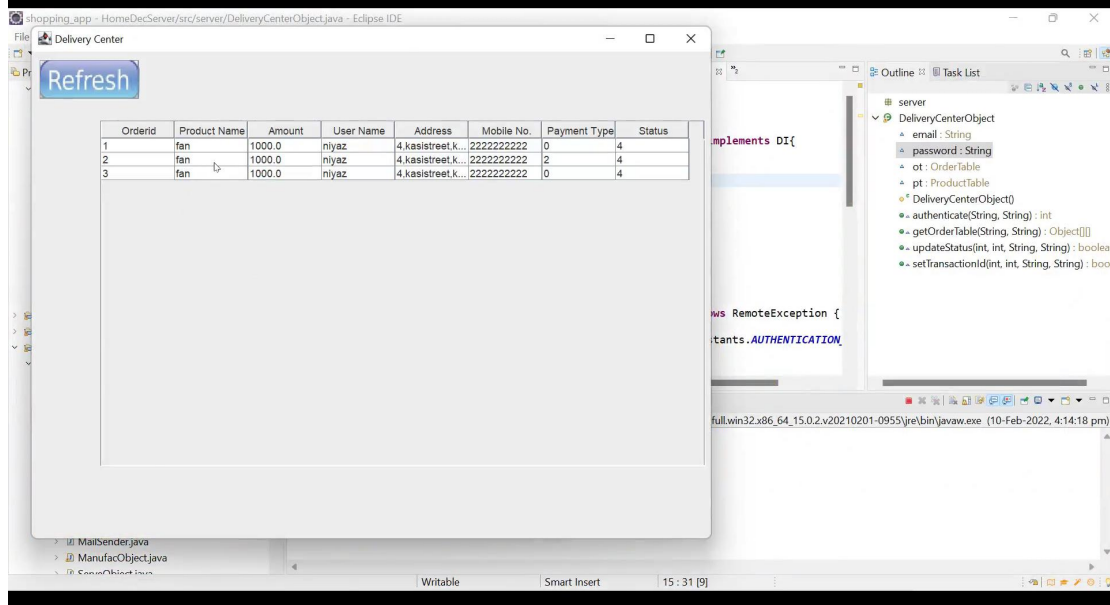 shopping_app - HomeDecServer/src/server/DeliveryCenterObject.java - Eclipse IDE
File
Delivery Center
Refresh
Orderid Product Name Amount User Name Address Mobile No. Payment Type Status
1 fan 1000.0 niyaz 4,kasistreet,k... 2222222222 0 4
2 fan 1000.0 niyaz 4,kasistreet,k... 2222222222 2 4
3 fan 1000.0 niyaz 4,kasistreet,k... 2222222222 0 4
Pr
2
mplements DI{
ws RemoteException {
tants.AUTHENTICATION_
Outline Task List
server
DeliveryCenterObject
email : String
password : String
ot : OrderTable
pt : ProductTable
DeliveryCenterObject()
authenticate(String, String) : int
getOrderTable(String, String) : Object[][]
updateStatus(int, int, String, String) : boolea
setTransactionId(int, int, String, String) : boo
full.win32.x86_64_15.0.2.v20210201-0955\jre\bin\javaw.exe (10-Feb-2022, 4:14:18 pm)
MailSender.java
ManufacObject.java
Writable Smart Insert 15 : 31 [9]